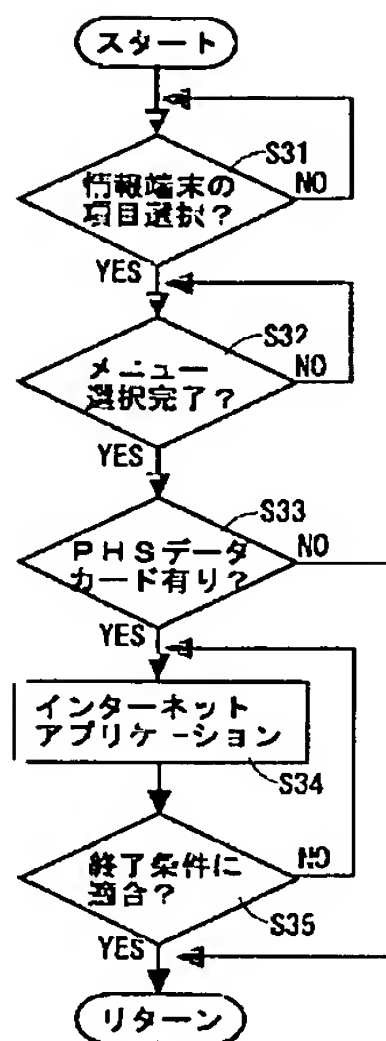 スタート
S31
情報端末の
項目選択?
NO
YES
S32
メニュー
選択完了?
NO
YES
S33
PHSデータ
カード有り?
NO
YES
インターネット
アプリケーション
S34
終了条件に
適合?
NO
S35
YES
リターン